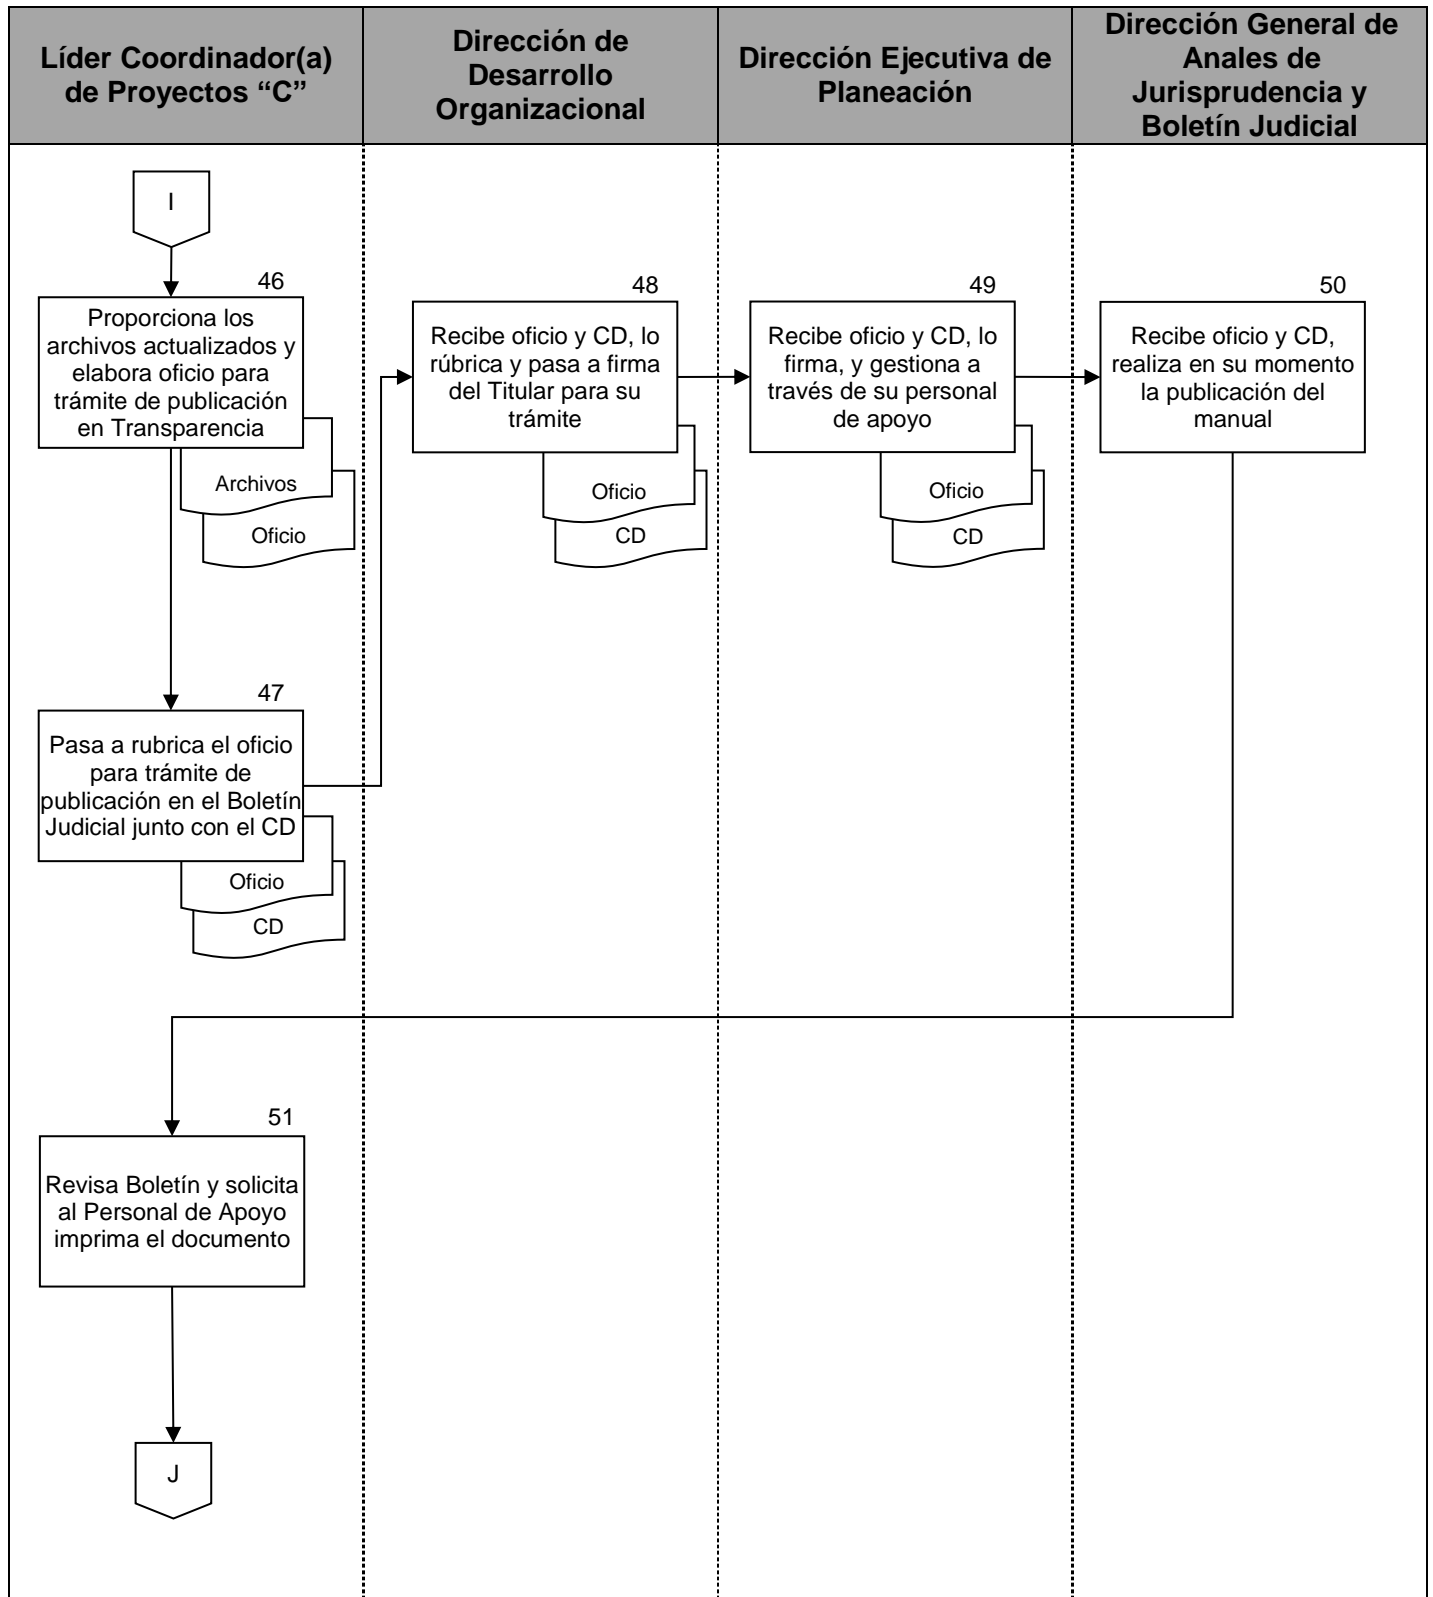 Líder Coordinador(a)
de Proyectos “C”
Dirección de
Desarrollo
Organizacional
Dirección Ejecutiva de
Planeación
Dirección General de
Anales de
Jurisprudencia y
Boletín Judicial
I
46
Proporciona los
archivos actualizados y
elabora oficio para
trámite de publicación
en Transparencia
Archivos
Oficio
47
Pasa a rubrica el oficio
para trámite de
publicación en el Boletín
Judicial junto con el CD
Oficio
CD
48
Recibe oficio y CD, lo
rúbrica y pasa a firma
del Titular para su
trámite
Oficio
CD
49
Recibe oficio y CD, lo
firma, y gestiona a
través de su personal
de apoyo
Oficio
CD
50
Recibe oficio y CD,
realiza en su momento
la publicación del
manual
51
Revisa Boletín y solicita
al Personal de Apoyo
imprima el documento
J